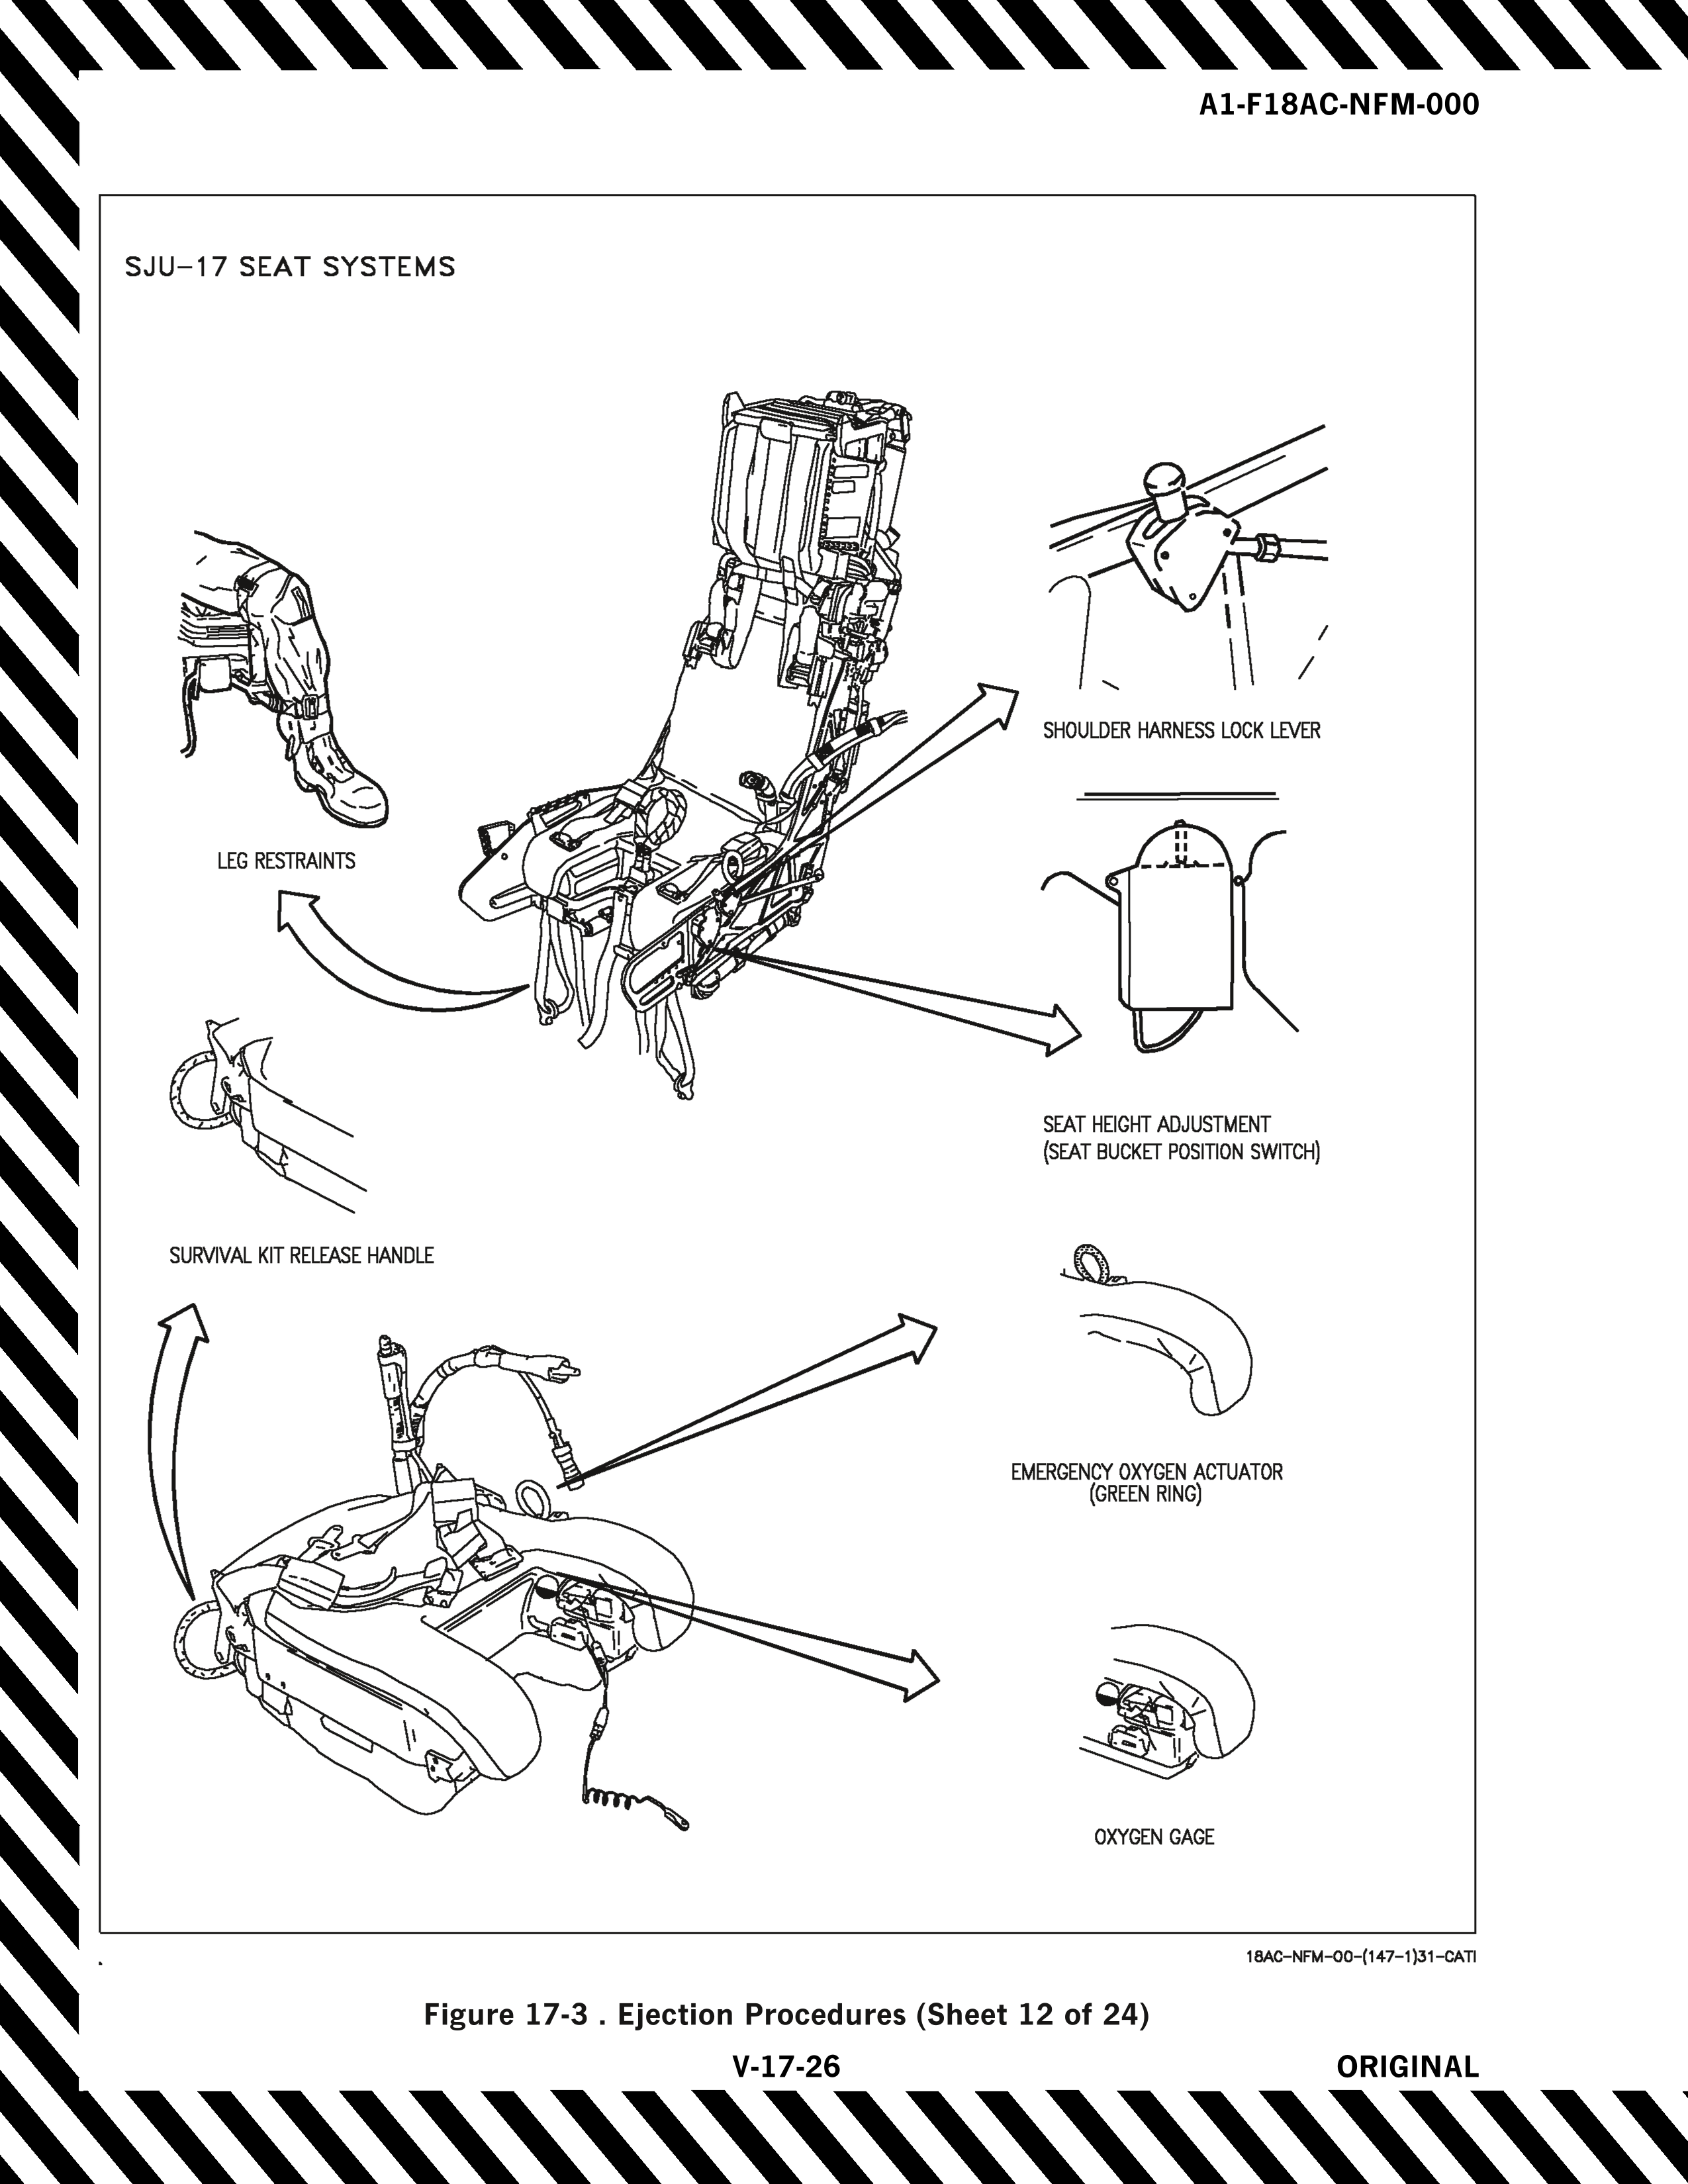 A1-F18AC-NFM-000
SJU-17 SEAT SYSTEMS
SHOULDER HARNESS LOCK LEVER
LEG RESTRAINTS
SEAT HEIGHT ADJUSTMENT
(SEAT BUCKET POSITION SWITCH)
SURVIVAL KIT RELEASE HANDLE
EMERGENCY OXYGEN ACTUATOR
(GREEN RING)
OXYGEN GAGE
18AC-NFM-00-(147-1)31-CATI
Figure 17-3 . Ejection Procedures (Sheet 12 of 24)
V-17-26
ORIGINAL